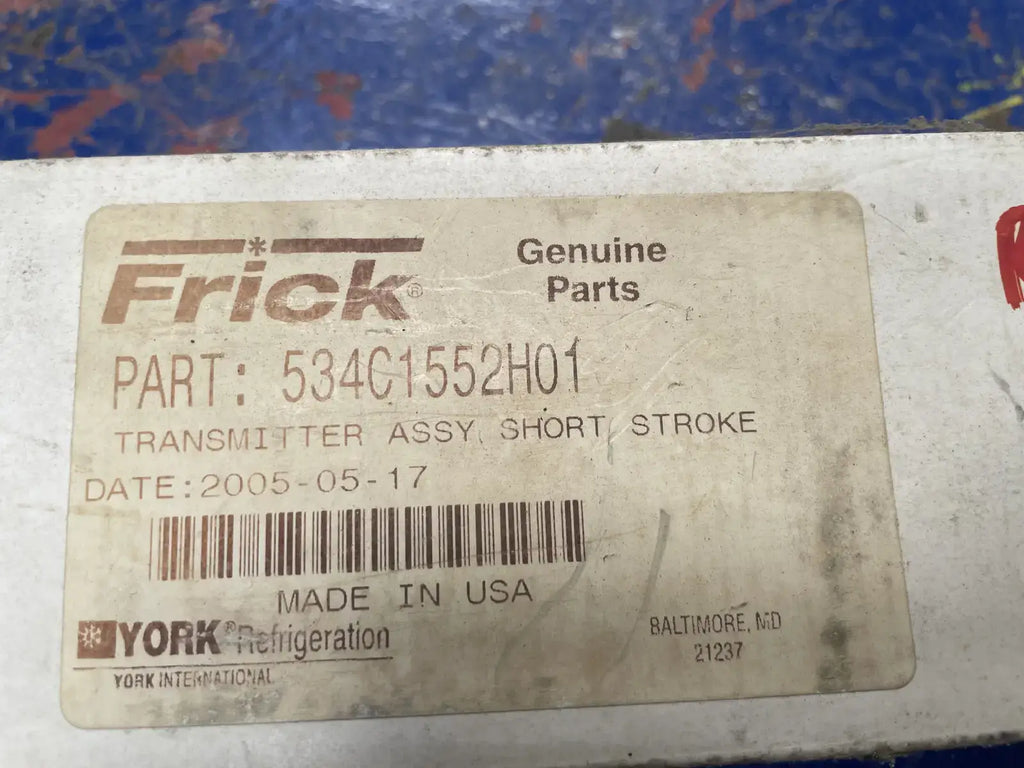 Frick®
Genuine
Parts
PART: 534C1552H01
TRANSMITTER ASSY, SHORT STROKE
DATE:2005-05-17
MADE IN USA
YORK® Refrigeration
YORK INTERNATIONAL
BALTIMORE, MD
21237